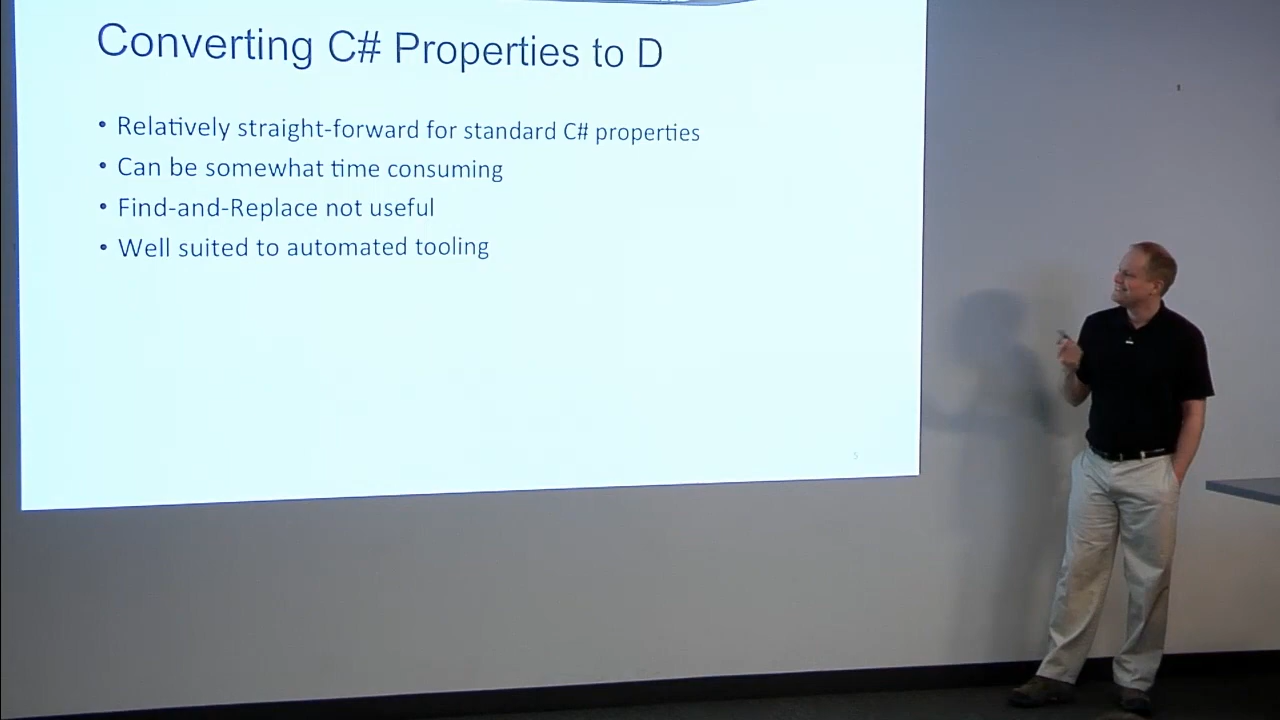 Converting C# Properties to D
• Relatively straight-forward for standard C# properties
• Can be somewhat time consuming
• Find-and-Replace not useful
• Well suited to automated tooling
5